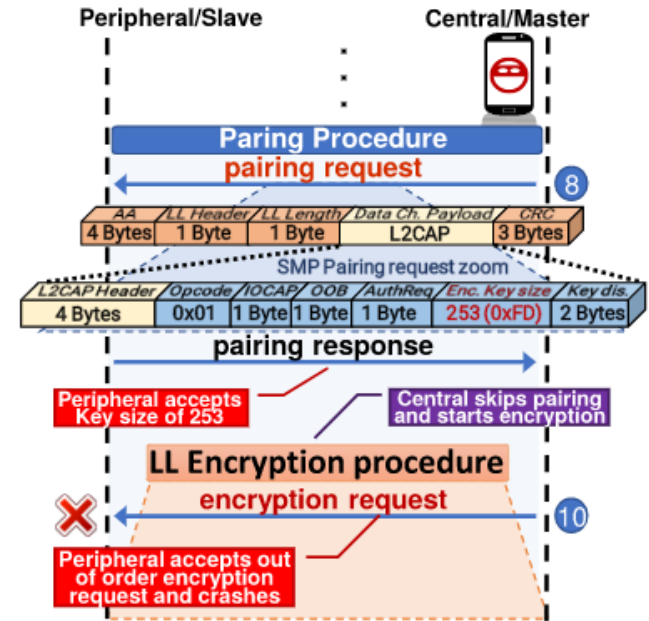 Peripheral/Slave Central/Master
Paring Procedure
pairing request
8
AA LL Header LL Length Data Ch. Payload CRC
4 Bytes 1 Byte 1 Byte L2CAP 3 Bytes
SMP Pairing request zoom
L2CAP Header Opcode IOCAP OOB AuthReq Enc. Key size Key dis.
4 Bytes 0x01 1 Byte 1 Byte 1 Byte 253 (0xFD) 2 Bytes
pairing response
Peripheral accepts
Key size of 253
Central skips pairing
and starts encryption
LL Encryption procedure
encryption request
10
Peripheral accepts out
of order encryption
request and crashes